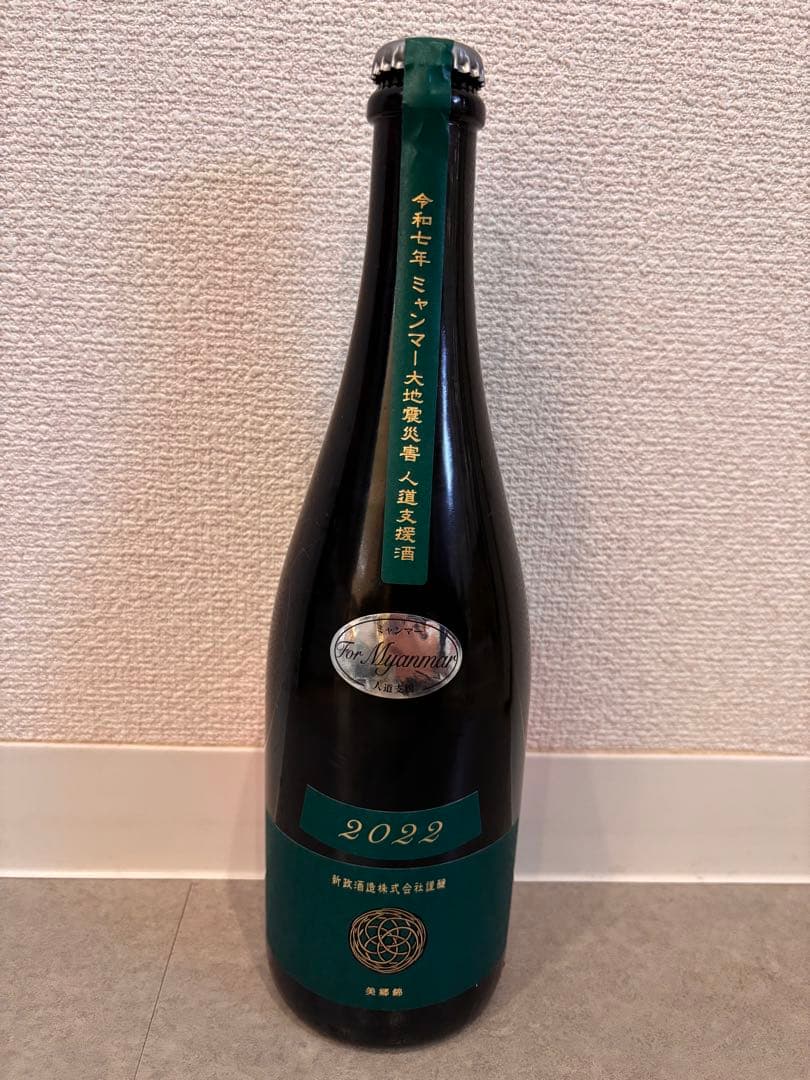 令和七年 ミャンマー大地震災害 人道支援酒
ミャンマー
For Myanmar
人道支援
2022
新政酒造株式会社謹醸
美郷錦